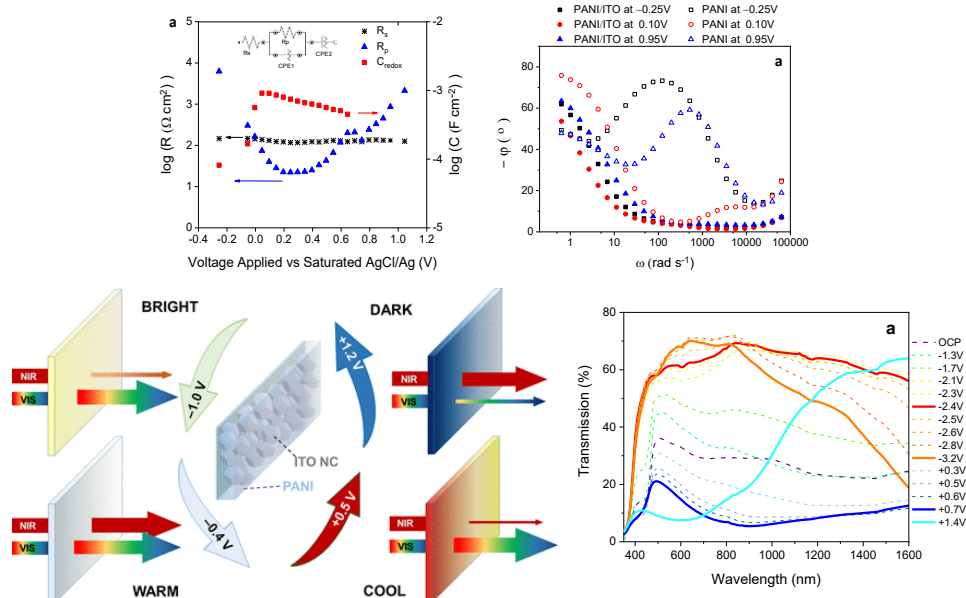 a
R_s
R_p
C_redox
Rs
Rp
CPE1
CPE2
log (R (Ω cm2)
5
4
3
2
1
log (C (F cm⁻²)
-2
-3
-4
-5
-0.4 -0.2 0.0 0.2 0.4 0.6 0.8 1.0 1.2
Voltage Applied vs Saturated AgCl/Ag (V)
PANI/ITO at −0.25V PANI at −0.25V
PANI/ITO at 0.10V PANI at 0.10V
PANI/ITO at 0.95V PANI at 0.95V
a
− φ (°)
80
60
40
20
0
1 10 100 1000 10000 100000
ω (rad s⁻¹)
BRIGHT
DARK
NIR
VIS
−1.0 V
+1.2 V
NIR
VIS
ITO NC
PANI
NIR
VIS
−0.4 V
+0.5 V
NIR
VIS
WARM
COOL
a
Transmission (%)
80
60
40
20
0
400 600 800 1000 1200 1400 1600
Wavelength (nm)
OCP
-1.3V
-1.7V
-2.1V
-2.3V
-2.4V
-2.5V
-2.6V
-2.8V
-3.2V
+0.3V
+0.5V
+0.6V
+0.7V
+1.4V